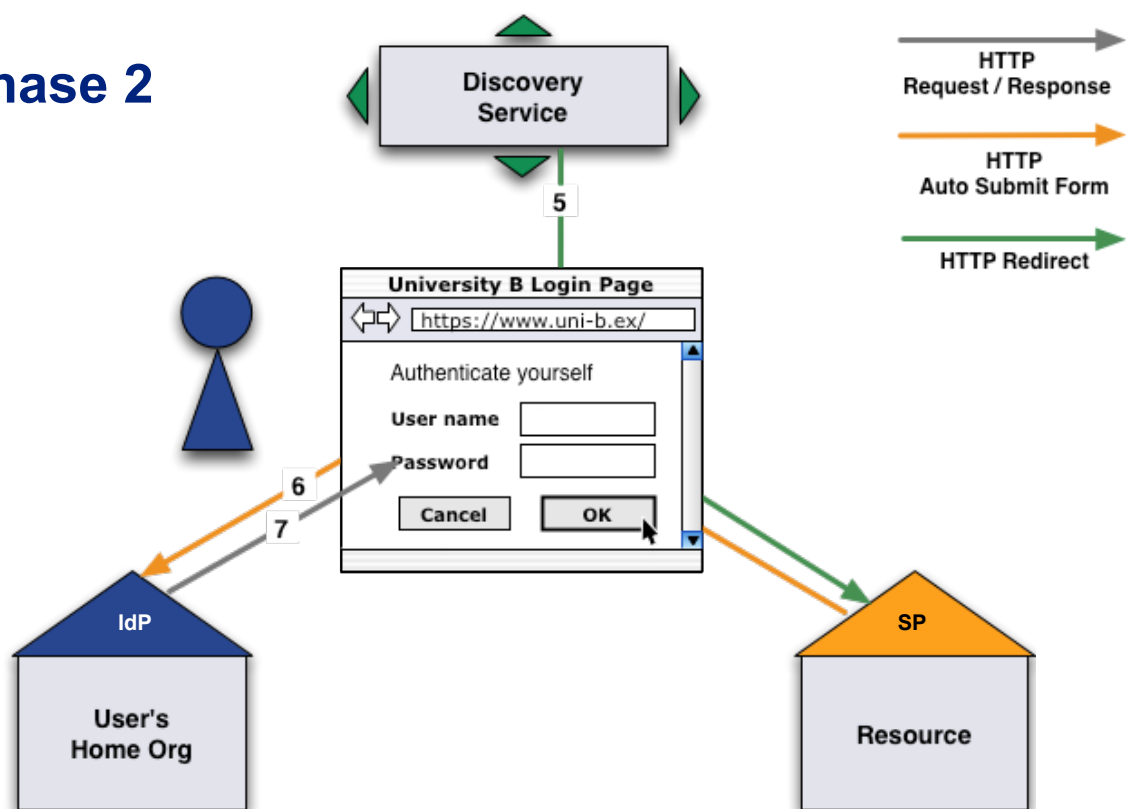 hase 2
Discovery
Service
HTTP
Request / Response
HTTP
Auto Submit Form
HTTP Redirect
5
University B Login Page
https://www.uni-b.ex/
Authenticate yourself
User name
Password
Cancel
OK
6
7
IdP
User's
Home Org
SP
Resource